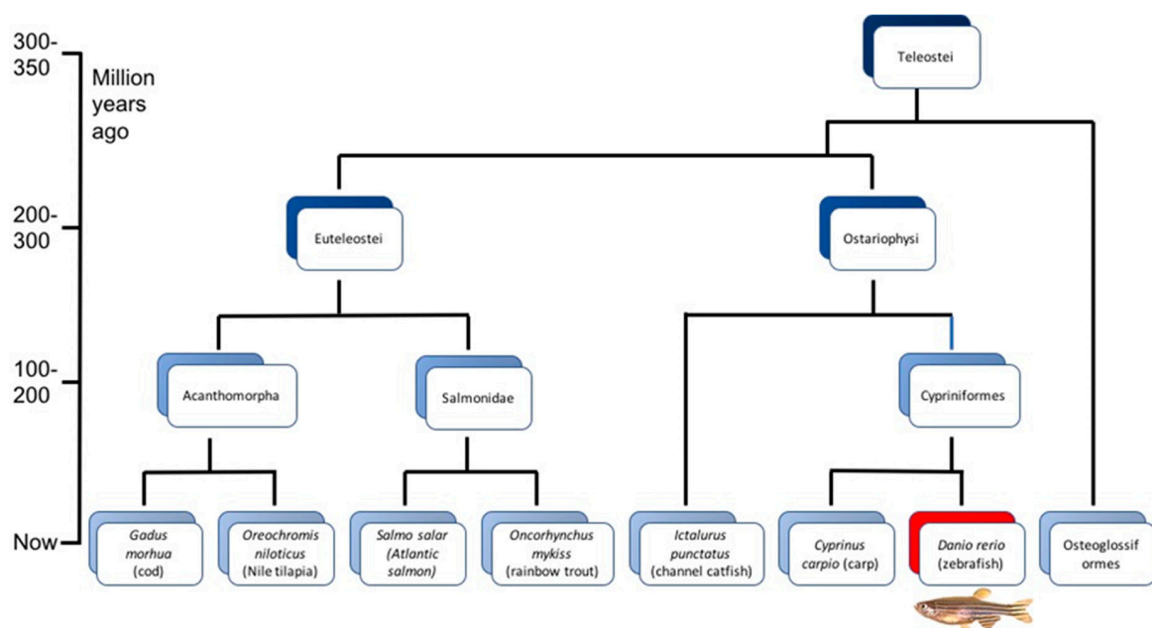 300-
350
Million
years
ago
Teleostei
200-
300
Euteleostei
Ostariophysi
100-
200
Acanthomorpha
Salmonidae
Cypriniformes
Now
Gadus
morhua
(cod)
Oreochromis
niloticus
(Nile tilapia)
Salmo salar
(Atlantic
salmon)
Oncorhynchus
mykiss
(rainbow trout)
Ictalurus
punctatus
(channel catfish)
Cyprinus
carpio (carp)
Danio rerio
(zebrafish)
Osteoglossif
ormes